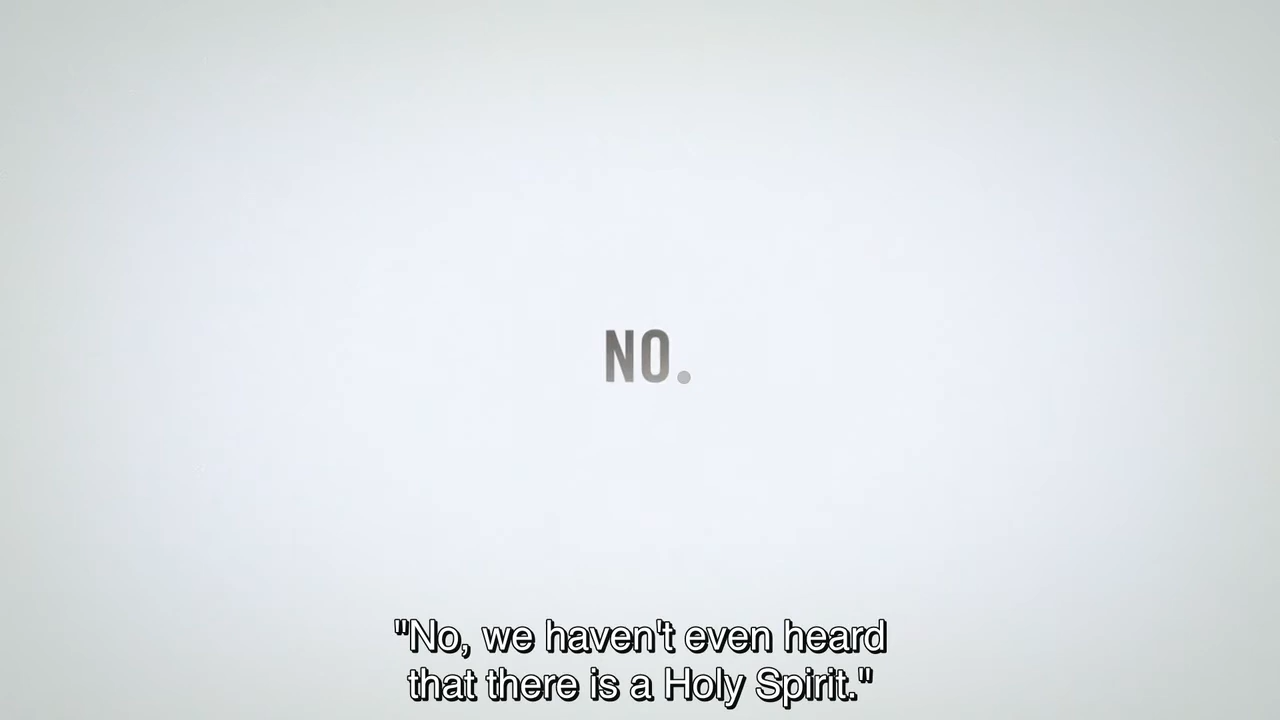 NO.
"No, we haven't even heard
that there is a Holy Spirit."